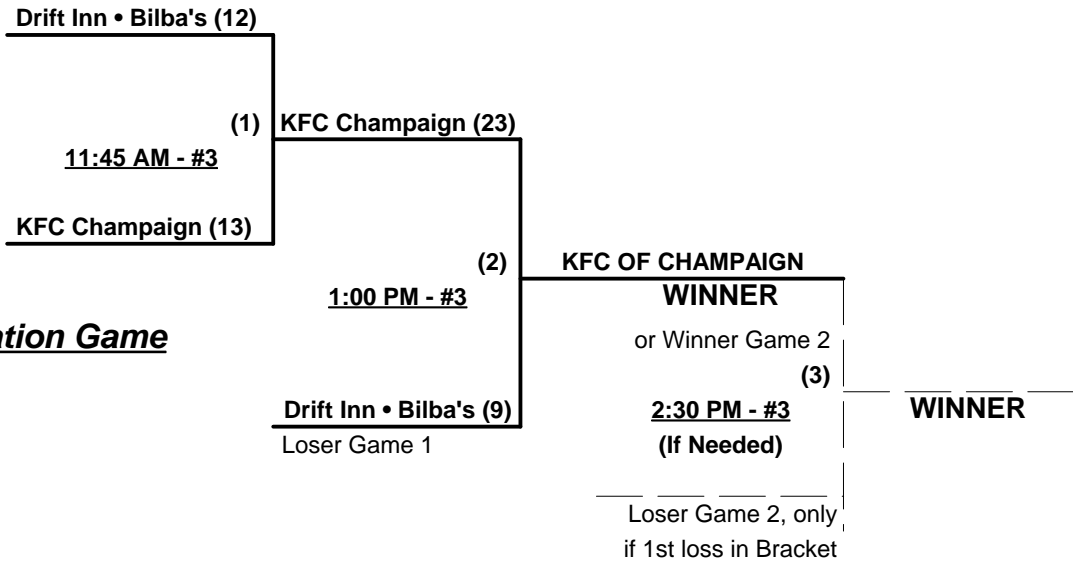 Drift Inn • Bilba's (12)
(1)
KFC Champaign (23)
11:45 AM - #3
KFC Champaign (13)
(2)
KFC OF CHAMPAIGN
1:00 PM - #3
WINNER
ation Game
or Winner Game 2
(3)
Drift Inn • Bilba's (9)
2:30 PM - #3
WINNER
Loser Game 1
(If Needed)
Loser Game 2, only
if 1st loss in Bracket